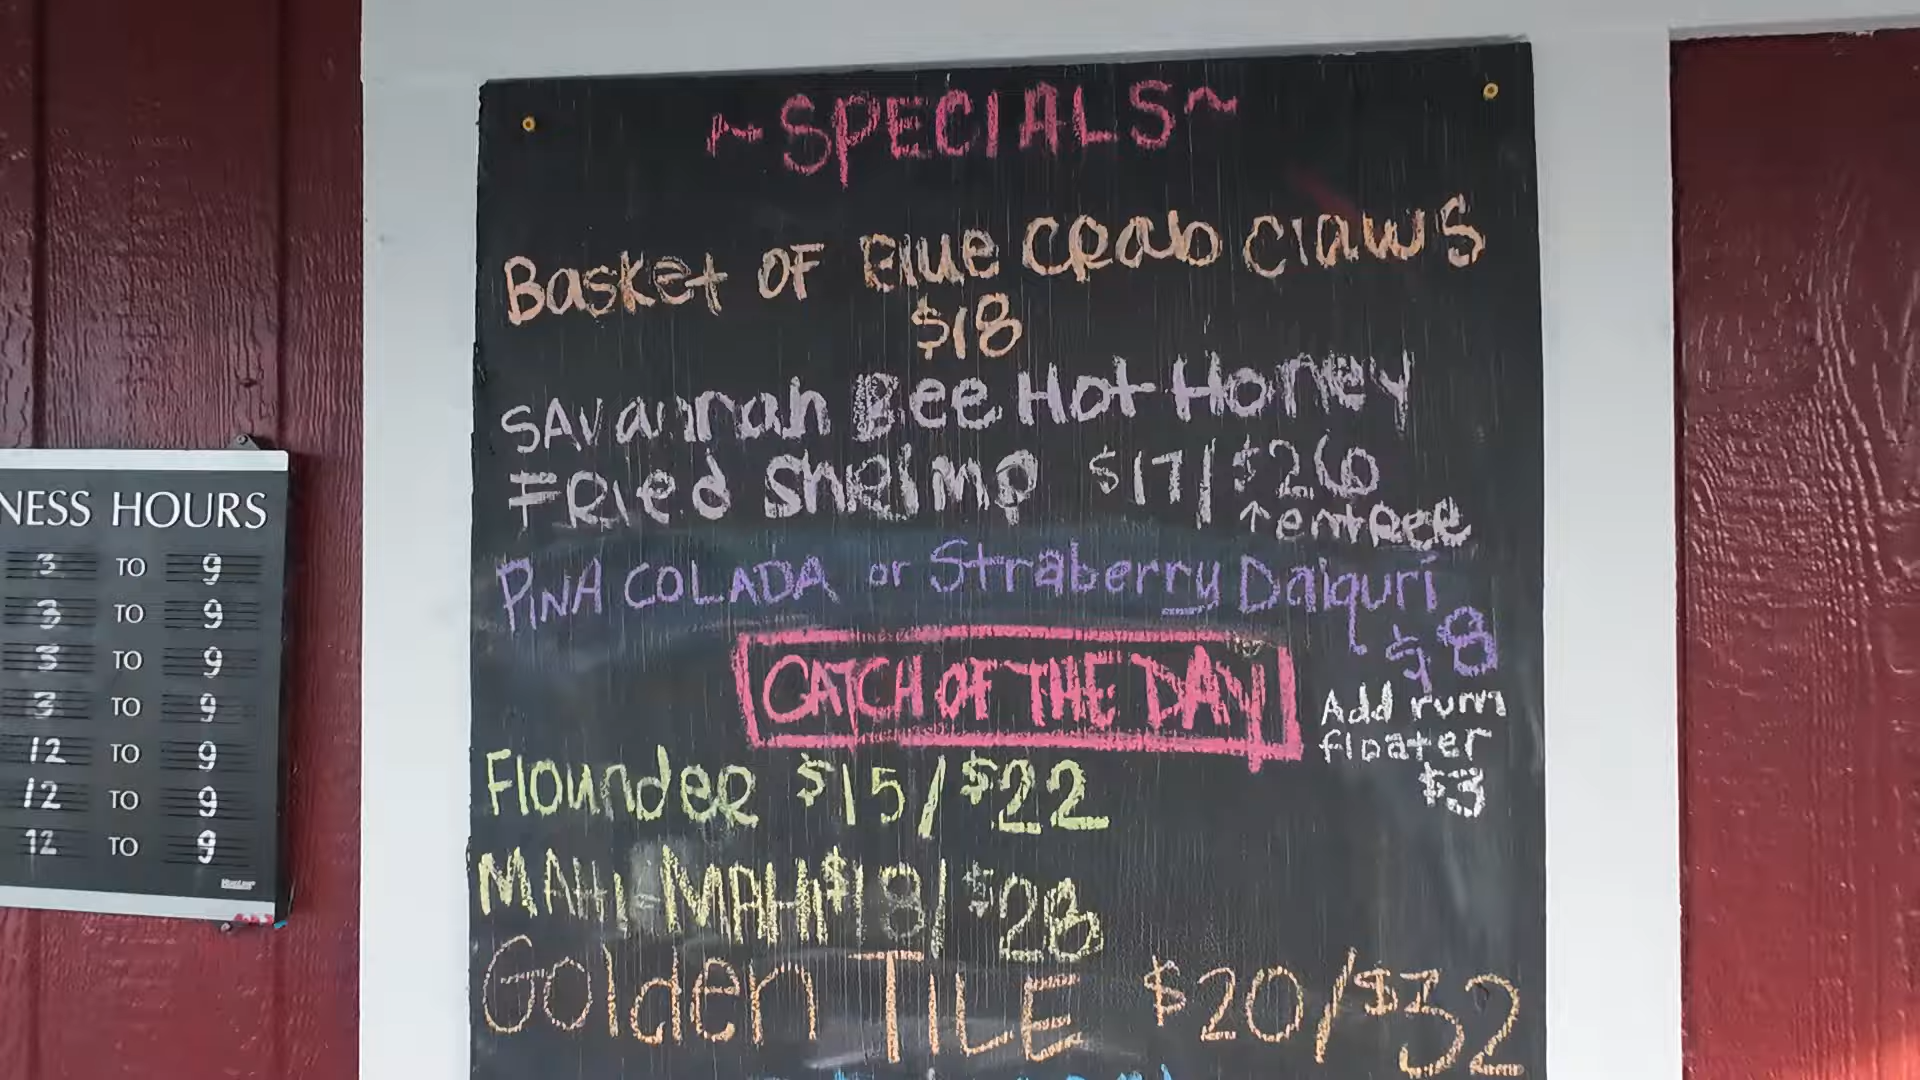 ~SPECIALS~
Basket OF Blue CRab Claws
$18
SAvannah Bee Hot Honey
FRied ShRimp $17/$26
↑entRee
PINA COLADA or Straberry Daiquri
$8
CATCH OF THE DAY
Add rum
floater
$3
FloundeR $15/$22
MAHI-MAHI $18/$28
Golden TILE $20/$32
NESS HOURS
3 TO 9
3 TO 9
3 TO 9
3 TO 9
12 TO 9
12 TO 9
12 TO 9